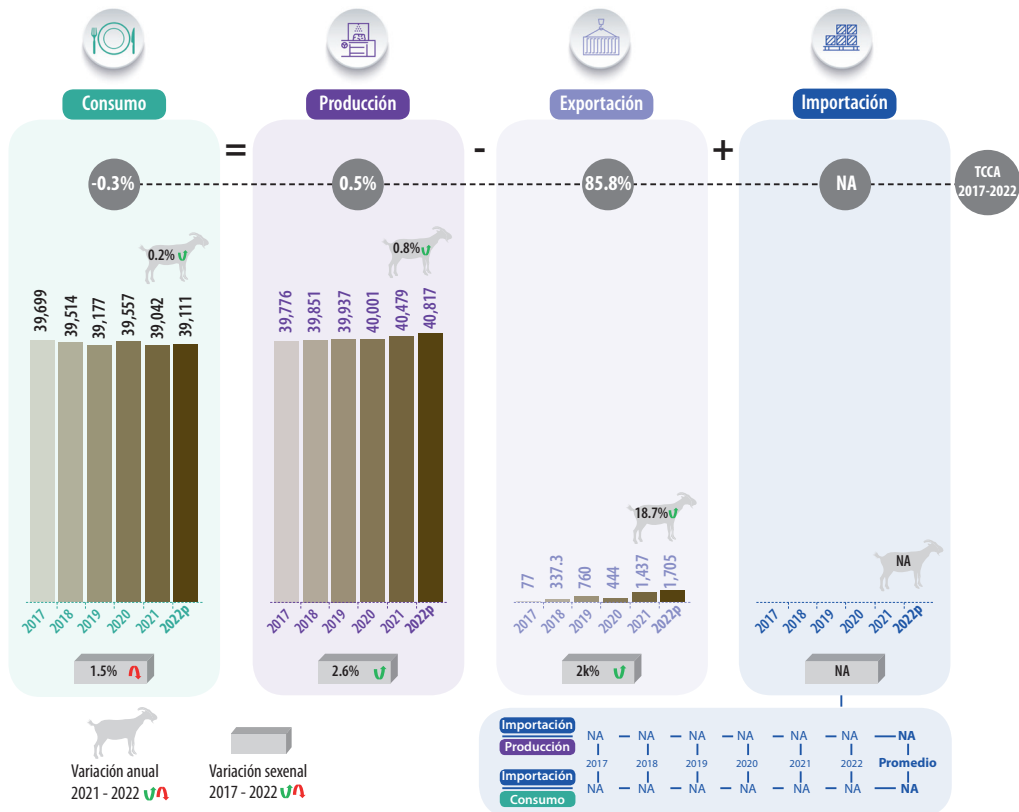 Consumo
Producción
Exportación
Importación
=
-
+
-0.3%
0.5%
85.8%
NA
TCCA
2017-2022
0.2%
39,699
39,514
39,177
39,557
39,042
39,111
2017
2018
2019
2020
2021
2022p
1.5%
0.8%
39,776
39,851
39,937
40,001
40,479
40,817
2017
2018
2019
2020
2021
2022p
2.6%
18.7%
77
337.3
760
444
1,437
1,705
2017
2018
2019
2020
2021
2022p
2k%
NA
2017
2018
2019
2020
2021
2022p
NA
Variación anual
2021 - 2022
Variación sexenal
2017 - 2022
Importación
Producción
NA NA NA NA NA NA NA
2017 2018 2019 2020 2021 2022 Promedio
Importación
Consumo
NA NA NA NA NA NA NA